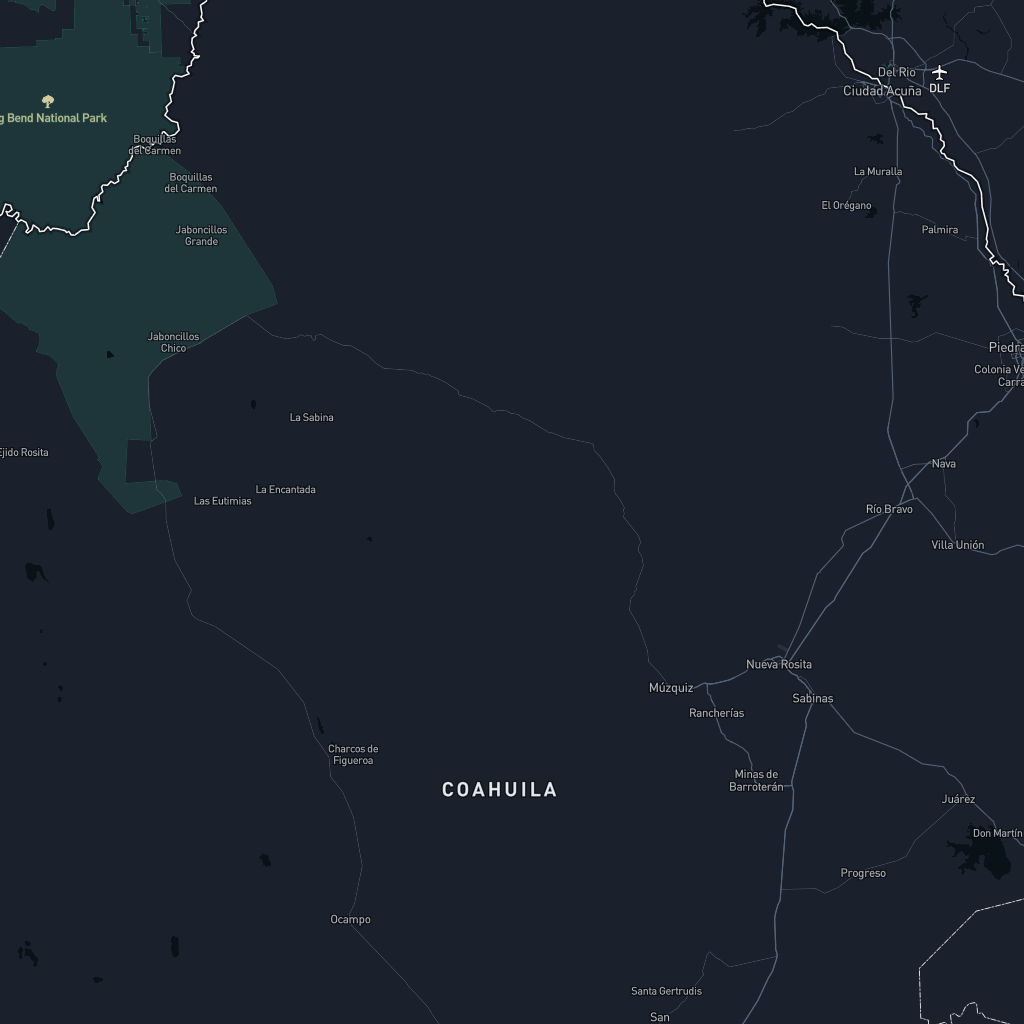 Del Rio
DLF
Ciudad Acuña
g Bend National Park
Boquillas
del Carmen
La Muralla
Boquillas
del Carmen
El Orégano
Palmira
Jaboncillos
Grande
Jaboncillos
Chico
Piedra
Colonia Ve
Carra
La Sabina
Ejido Rosita
Nava
La Encantada
Las Eutimias
Río Bravo
Villa Unión
Nueva Rosita
Múzquiz
Sabinas
Rancherías
Charcos de
Figueroa
Minas de
Barroterán
COAHUILA
Juárez
Don Martín
Progreso
Ocampo
Santa Gertrudis
San